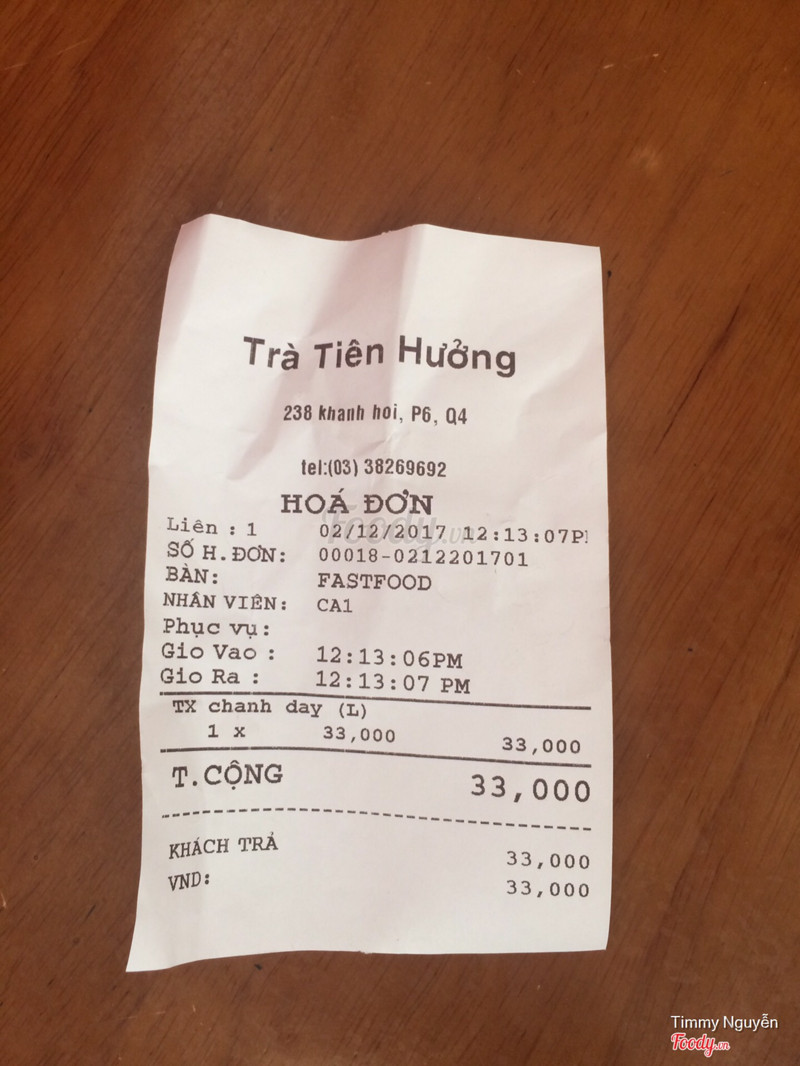 Trà Tiên Hưởng
238 khanh hoi, P6, Q4
tel:(03) 38269692
HOÁ ĐƠN
Foody.vn
Liên : 1 02/12/2017 12:13:07P
SỐ H.ĐƠN: 00018-0212201701
BÀN: FASTFOOD
NHÂN VIÊN: CA1
Phục vụ:
Gio Vao : 12:13:06PM
Gio Ra : 12:13:07 PM
TX chanh day (L)
1 x 33,000 33,000
T.CỘNG 33,000
KHÁCH TRẢ 33,000
VND: 33,000
Timmy Nguyễn
Foody.vn